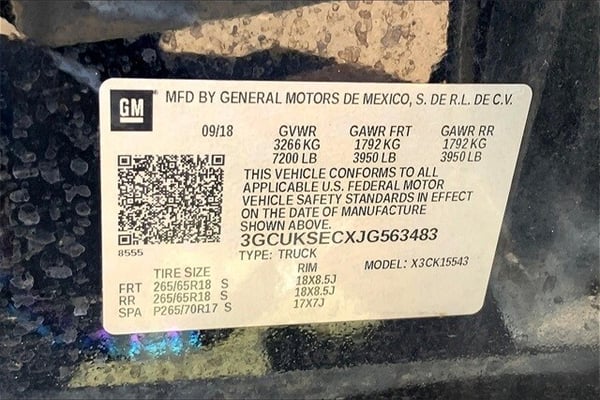 GM
MFD BY GENERAL MOTORS DE MEXICO, S. DE R.L. DE C.V.
09/18 GVWR GAWR FRT GAWR RR
3266 KG 1792 KG 1792 KG
7200 LB 3950 LB 3950 LB
THIS VEHICLE CONFORMS TO ALL
APPLICABLE U.S. FEDERAL MOTOR
VEHICLE SAFETY STANDARDS IN EFFECT
ON THE DATE OF MANUFACTURE
SHOWN ABOVE.
3GCUKSECXJG563483
8555
TYPE: TRUCK
MODEL: X3CK15543
TIRE SIZE RIM
FRT 265/65R18 S 18X8.5J
RR 265/65R18 S 18X8.5J
SPA P265/70R17 S 17X7J